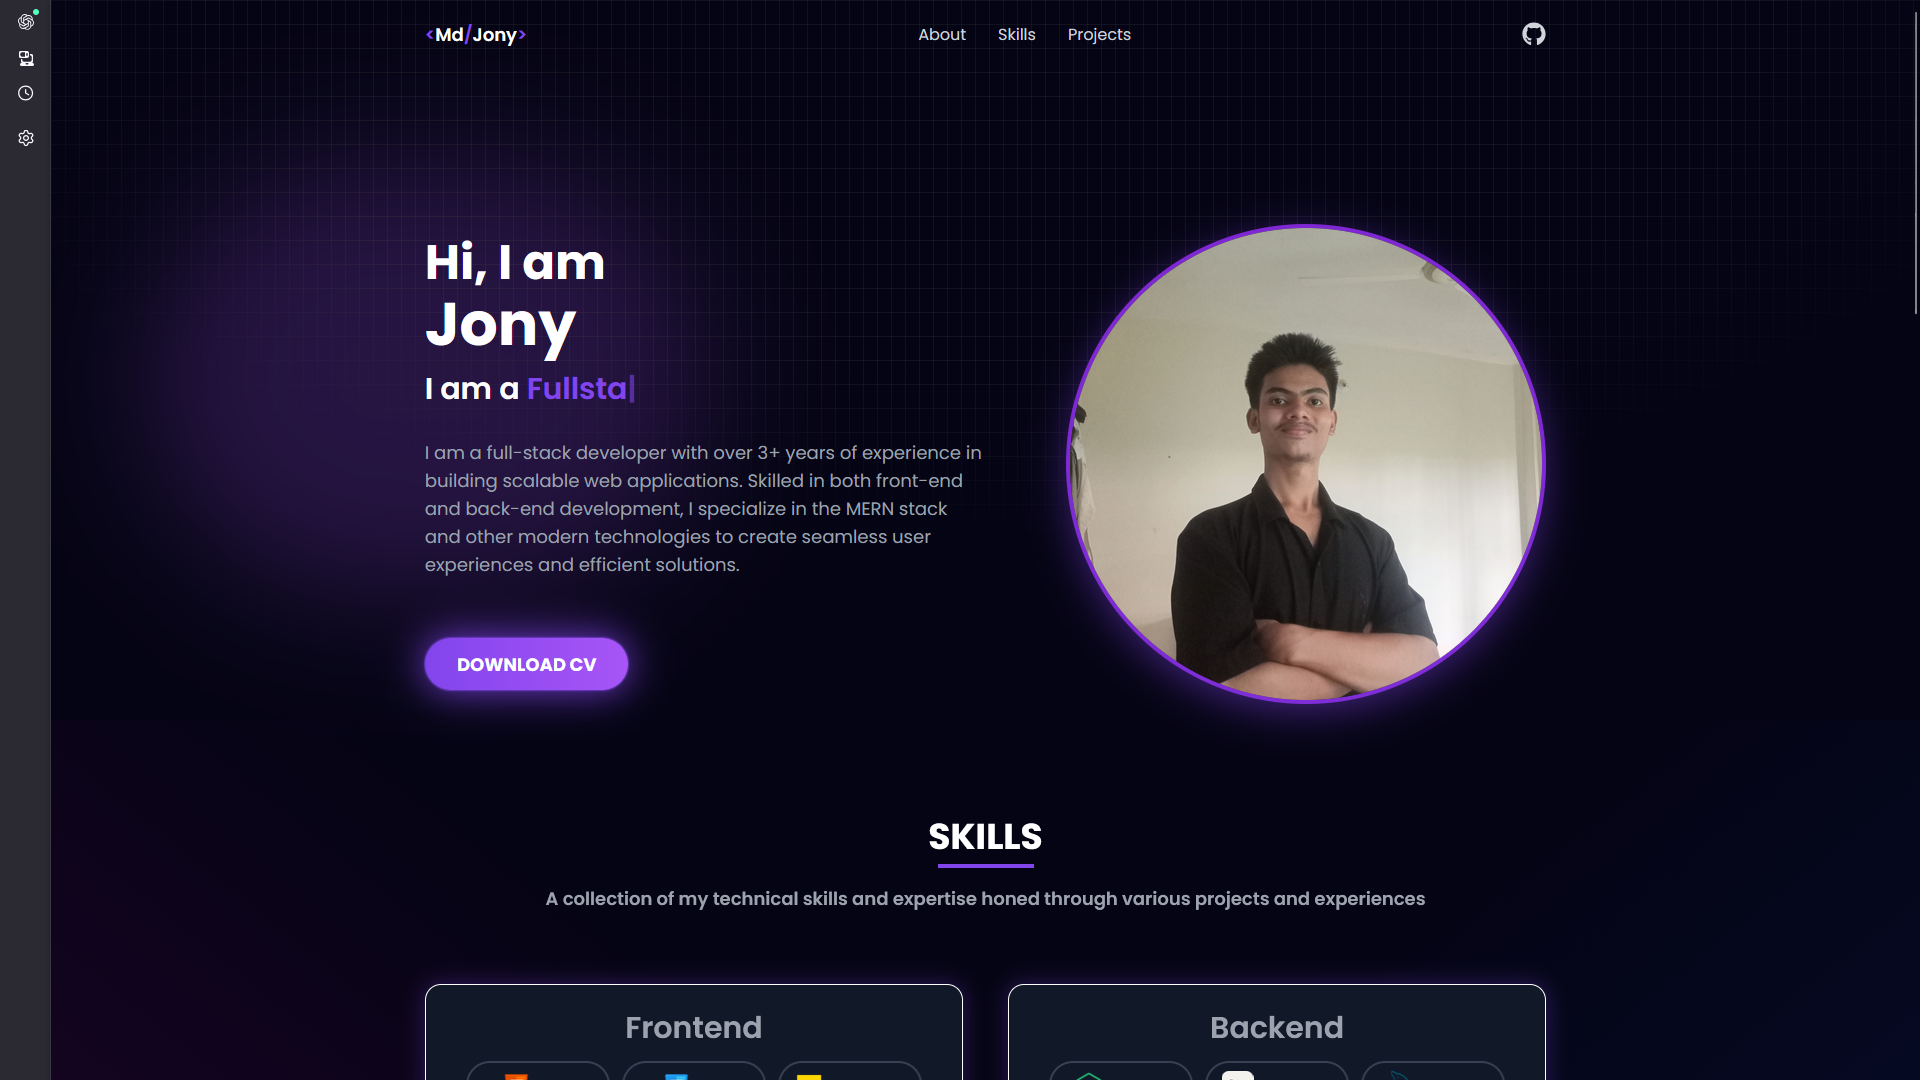 <Md/Jony>
About
Skills
Projects
Hi, I am
Jony
I am a Fullsta|
I am a full-stack developer with over 3+ years of experience in
building scalable web applications. Skilled in both front-end
and back-end development, I specialize in the MERN stack
and other modern technologies to create seamless user
experiences and efficient solutions.
DOWNLOAD CV
SKILLS
A collection of my technical skills and expertise honed through various projects and experiences
Frontend
Backend